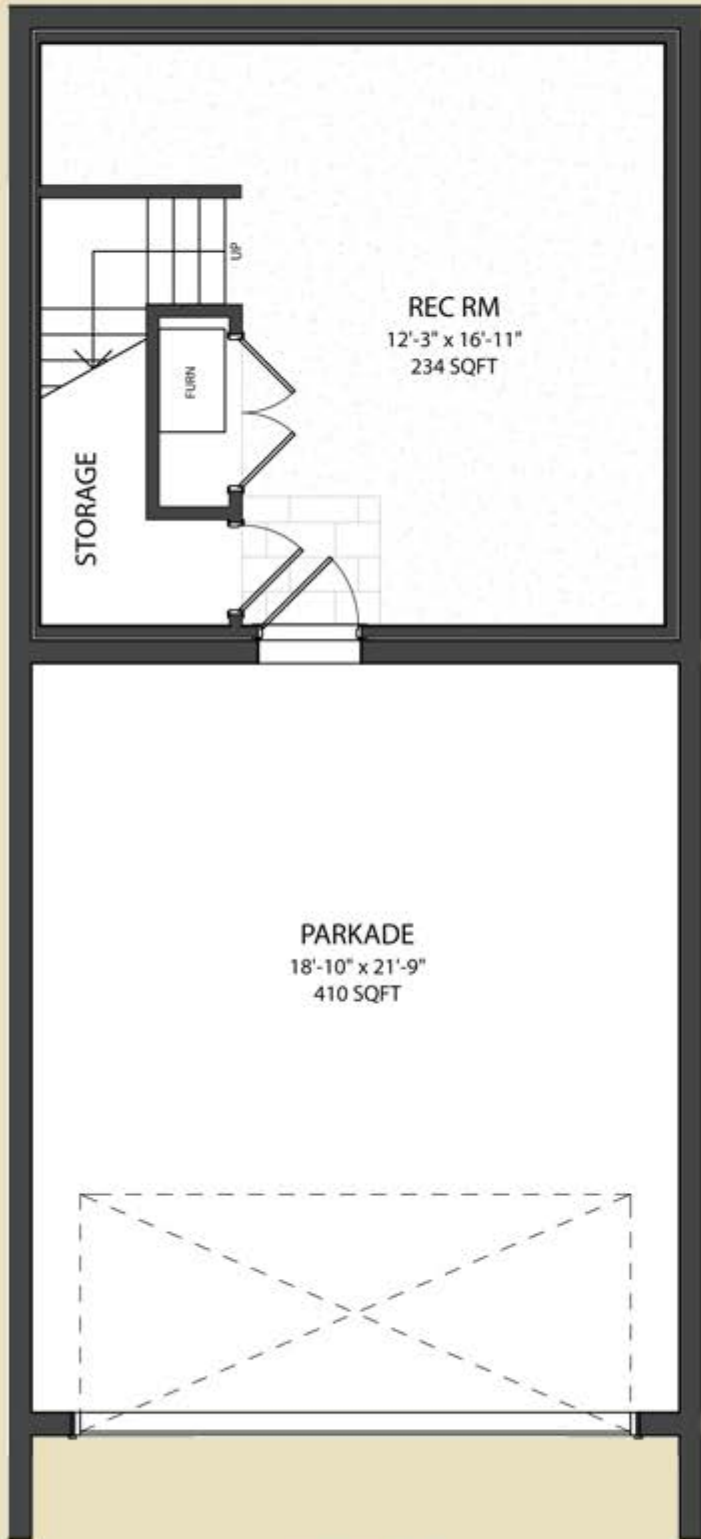 UP
REC RM
12'-3" x 16'-11"
234 SQFT
FURN
STORAGE
PARKADE
18'-10" x 21'-9"
410 SQFT